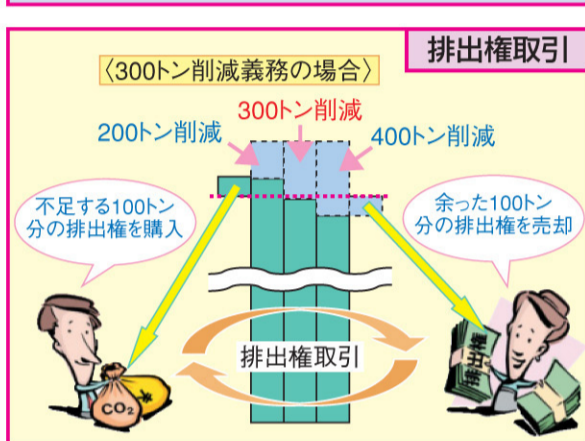 排出権取引
〈300トン削減義務の場合〉
300トン削減
200トン削減
400トン削減
不足する100トン
分の排出権を購入
余った100トン
分の排出権を売却
排出権取引
CO₂
排出権